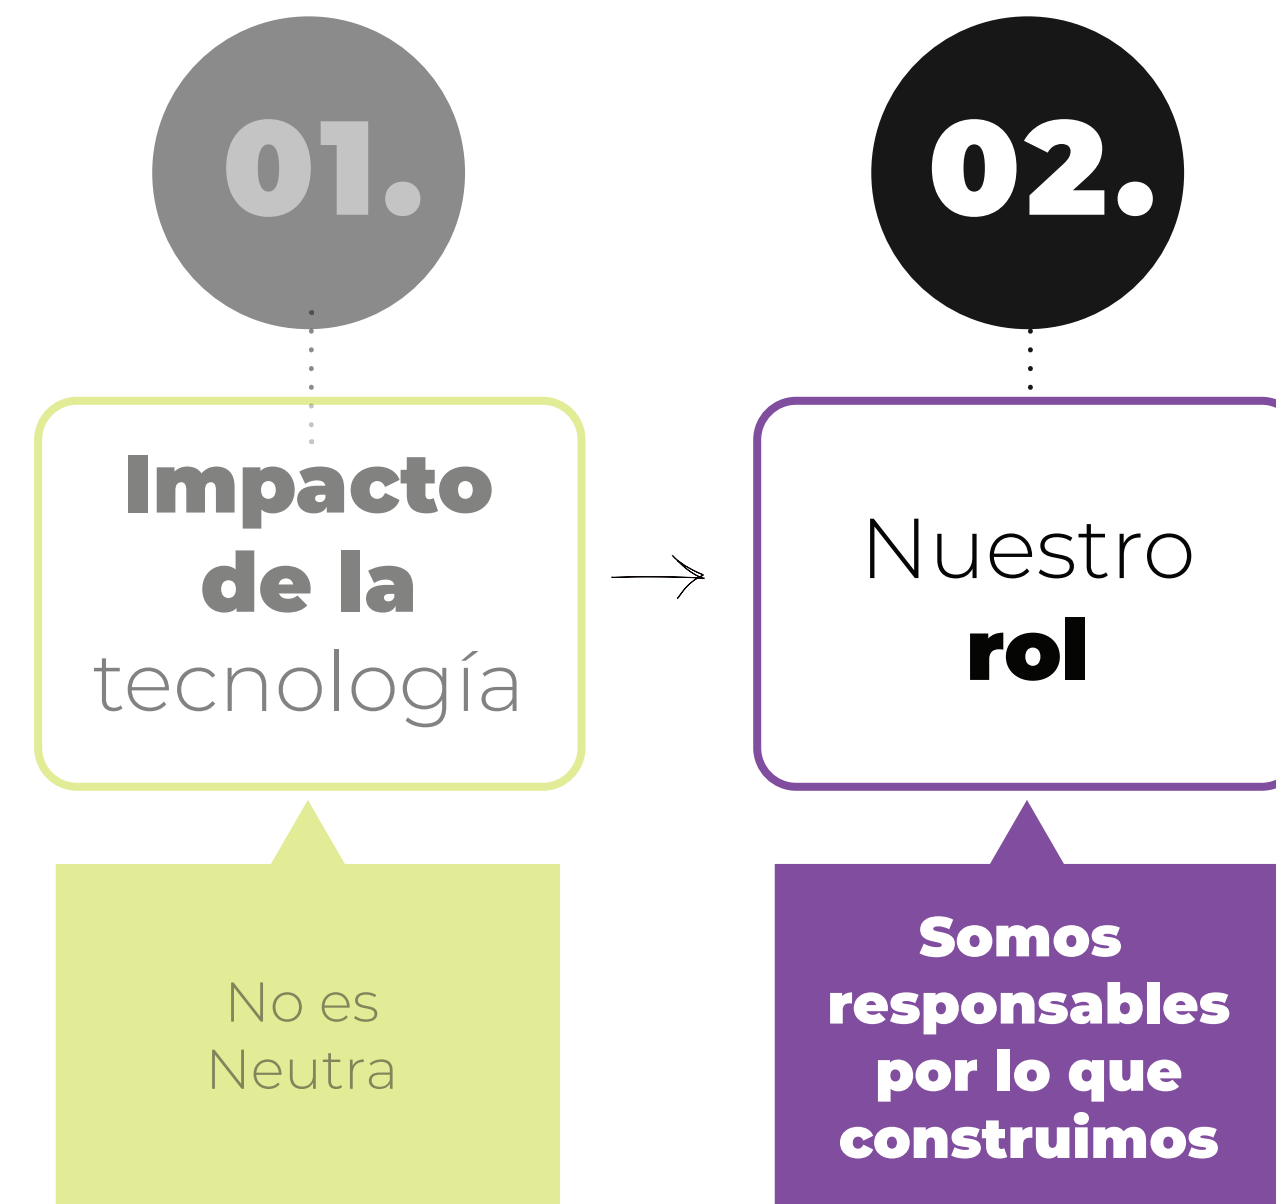 01.
Impacto
de la
tecnología
No es
Neutra
02.
Nuestro
rol
Somos
responsables
por lo que
construimos